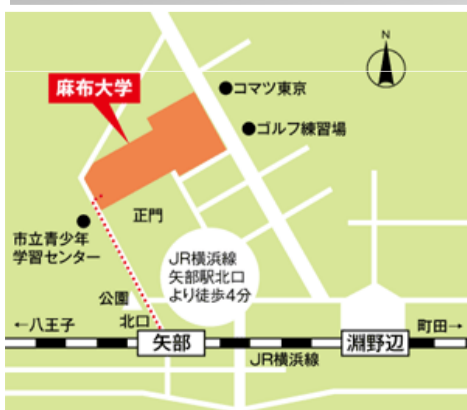 N
麻布大学
●コマツ東京
●ゴルフ練習場
正門
市立青少年
学習センター
JR横浜線
矢部駅北口
より徒歩4分
公園
北口
←八王子
町田→
矢部
淵野辺
JR横浜線